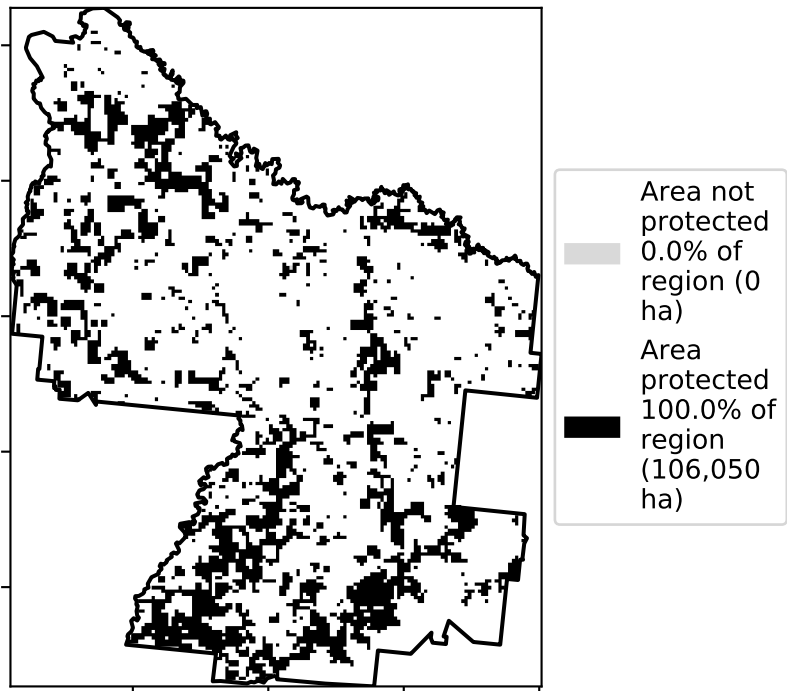 Area not
protected
0.0% of
region (0
ha)
Area
protected
100.0% of
region
(106,050
ha)